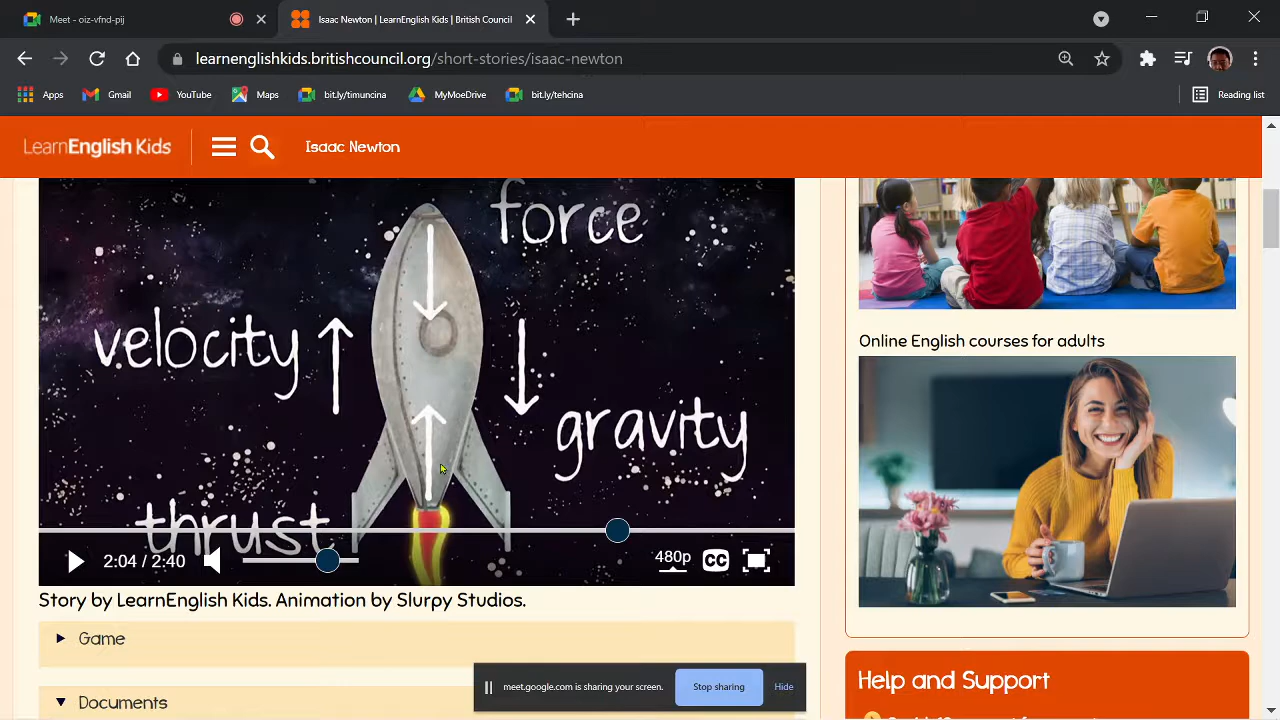 Meet - oiz-vfnd-pij
Isaac Newton | LearnEnglish Kids | British Council
learnenglishkids.britishcouncil.org/short-stories/isaac-newton
Apps
Gmail
YouTube
Maps
bit.ly/timuncina
MyMoeDrive
bit.ly/tehcina
Reading list
LearnEnglish Kids
Isaac Newton
force
velocity
gravity
thrust
2:04 / 2:40
480p
CC
Story by LearnEnglish Kids. Animation by Slurpy Studios.
Game
Documents
Online English courses for adults
Help and Support
meet.google.com is sharing your screen.
Stop sharing
Hide